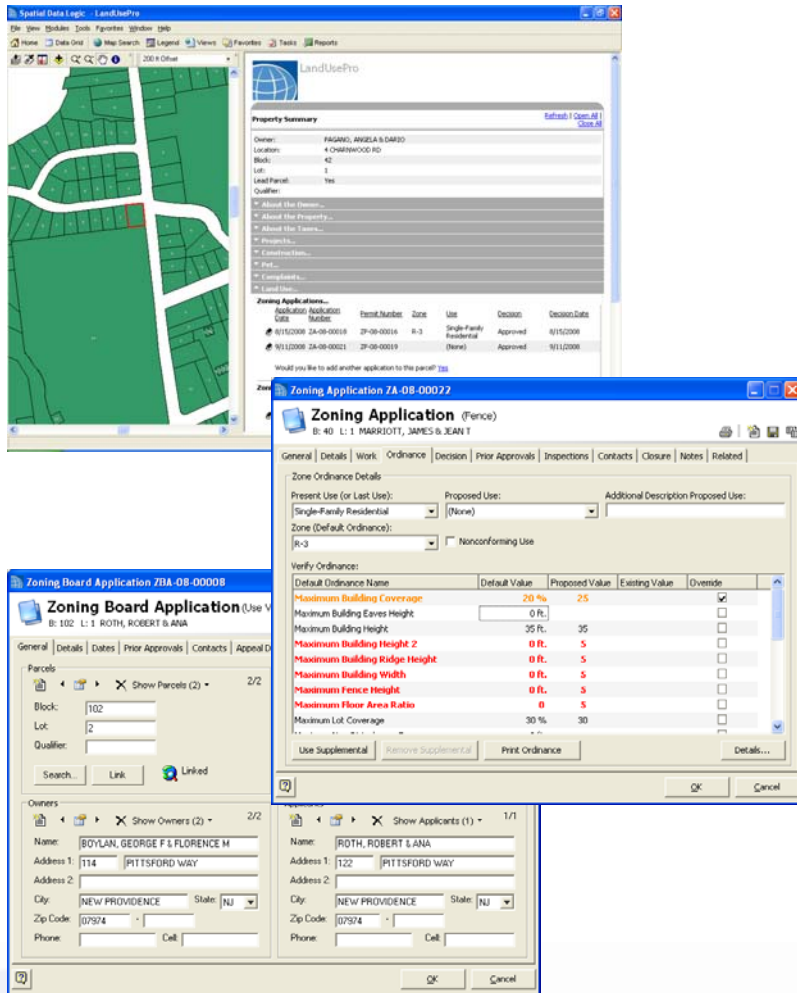 Spatial Data Logic - LandUsePro
File View Modules Tools Favorites Window Help
Home Data Grid Map Search Legend Views Favorites Tasks Reports
200 ft Offset
LandUsePro
Property Summary
Refresh | Open All |
Close All
Owner: PAGANO, ANGELA & DARIO
Location: 4 CHARNWOOD RD
Block: 42
Lot: 1
Lead Parcel: Yes
Qualifier:
About the Owner...
About the Property...
About the Taxes...
Projects...
Construction...
Pet...
Complaints...
Land Use...
Zoning Applications...
Application Date Application Number Permit Number Zone Use Decision Decision Date
8/15/2008 ZA-08-00018 ZP-08-00016 R-3 Single-Family Residential Approved 8/15/2008
9/11/2008 ZA-08-00021 ZP-08-00019 (None) Approved 9/11/2008
Would you like to add another application to this parcel? Yes
Zoning Application ZA-08-00022
Zoning Application (Fence)
B: 40 L: 1 MARRIOTT, JAMES & JEAN T
General Details Work Ordinance Decision Prior Approvals Inspections Contacts Closure Notes Related
Zone Ordinance Details
Present Use (or Last Use): Proposed Use: Additional Description Proposed Use:
Single-Family Residential (None)
Zone (Default Ordinance):
R-3 Nonconforming Use
Verify Ordinance:
Default Ordinance Name Default Value Proposed Value Existing Value Override
Maximum Building Coverage 20 % 25
Maximum Building Eaves Height 0 ft.
Maximum Building Height 35 ft. 35
Maximum Building Height 2 0 ft. 5
Maximum Building Ridge Height 0 ft. 5
Maximum Building Width 0 ft. 5
Maximum Fence Height 0 ft. 5
Maximum Floor Area Ratio 0 5
Maximum Lot Coverage 30 % 30
Use Supplemental Remove Supplemental Print Ordinance Details...
OK Cancel
Zoning Board Application ZBA-08-00008
Zoning Board Application (Use V
B: 102 L: 1 ROTH, ROBERT & ANA
General Details Dates Prior Approvals Contacts Appeal D
Parcels
Show Parcels (2) 2/2
Block: 102
Lot: 2
Qualifier:
Search... Link Linked
Owners
Show Owners (2) 2/2
Name: BOYLAN, GEORGE F & FLORENCE M
Address 1: 114 PITTSFORD WAY
Address 2:
City: NEW PROVIDENCE State: NJ
Zip Code: 07974 -
Phone: Cell:
Show Applicants (1) 1/1
Name: ROTH, ROBERT & ANA
Address 1: 122 PITTSFORD WAY
Address 2:
City: NEW PROVIDENCE State: NJ
Zip Code: 07974 -
Phone: Cell:
OK Cancel